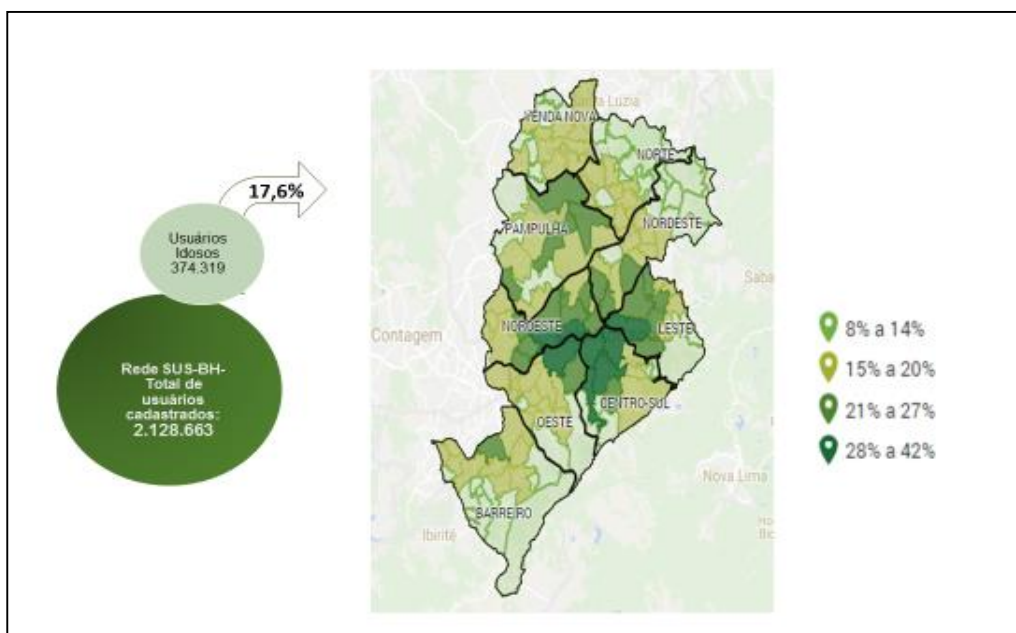 17,6%
Usuários
Idosos
374.319
Rede SUS-BH-
Total de
usuários
cadastrados:
2.128.663
VENDA NOVA
NORTE
NORDESTE
PAMPULHA
Contagem
NOROESTE
LESTE
CENTRO-SUL
OESTE
Nova Lima
BARREIRO
Ibirité
8% a 14%
15% a 20%
21% a 27%
28% a 42%